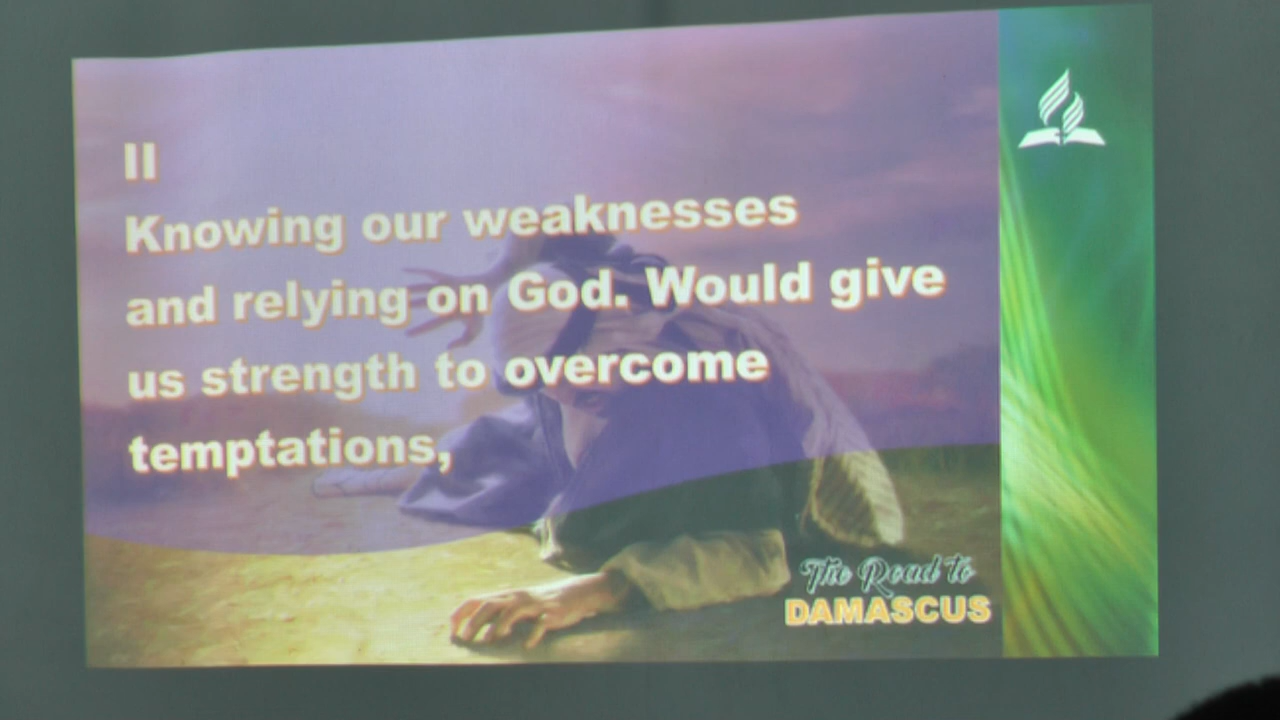 II
Knowing our weaknesses
and relying on God. Would give
us strength to overcome
temptations,
The Road to
DAMASCUS